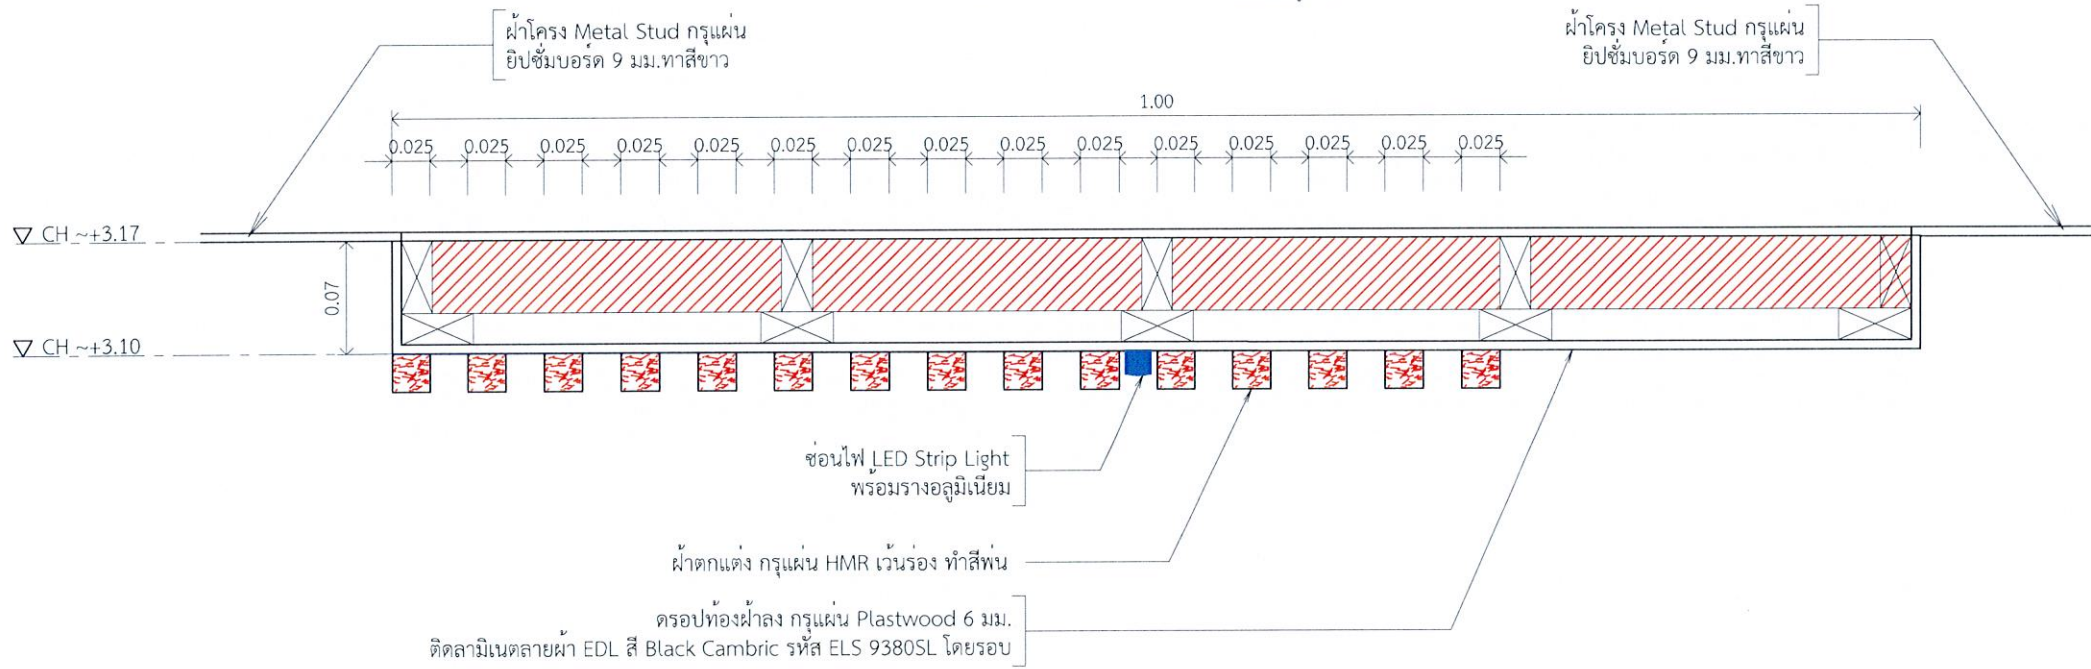 ฝ้าโครง Metal Stud กรุแผ่น
ยิปซั่มบอร์ด 9 มม.ทาสีขาว
ฝ้าโครง Metal Stud กรุแผ่น
ยิปซั่มบอร์ด 9 มม.ทาสีขาว
1.00
0.025 0.025 0.025 0.025 0.025 0.025 0.025 0.025 0.025 0.025 0.025 0.025 0.025 0.025 0.025
CH ~+3.17
0.07
CH ~+3.10
ซ่อนไฟ LED Strip Light
พร้อมรางอลูมิเนียม
ฝ้าตกแต่ง กรุแผ่น HMR เว้นร่อง ทำสีพ่น
ดรอปท้องฝ้าลง กรุแผ่น Plastwood 6 มม.
ติดลามิเนตลายผ้า EDL สี Black Cambric รหัส ELS 9380SL โดยรอบ